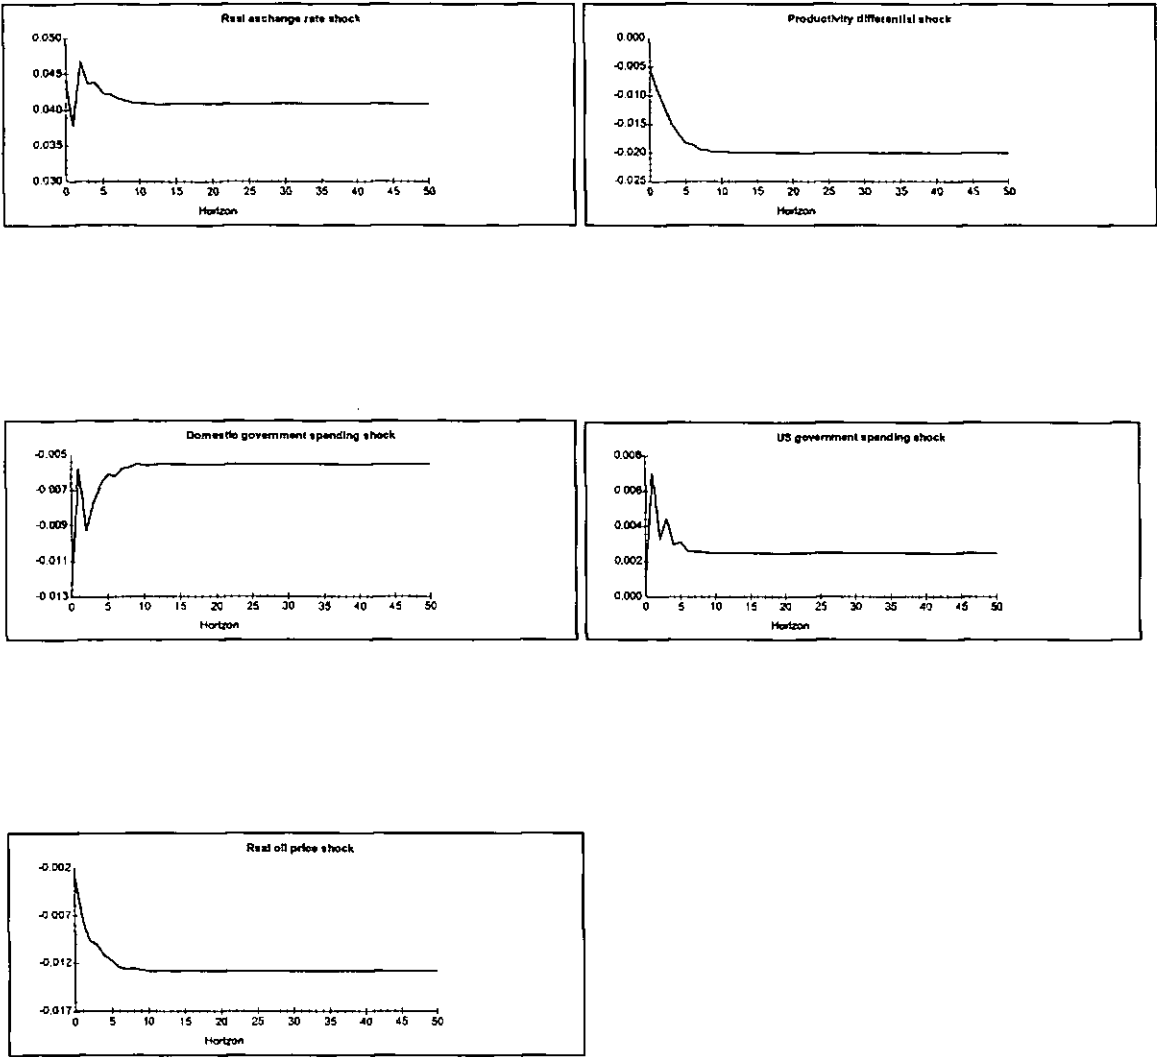 Real exchange rate shock
0.050
0.045
0.040
0.035
0.030
0 5 10 15 20 25 30 35 40 45 50
Horizon
Productivity differential shock
0.000
-0.005
-0.010
-0.015
-0.020
-0.025
0 5 10 15 20 25 30 35 40 45 50
Horizon
Domestic government spending shock
-0.005
-0.007
-0.009
-0.011
-0.013
0 5 10 15 20 25 30 35 40 45 50
Horizon
US government spending shock
0.008
0.006
0.004
0.002
0.000
0 5 10 15 20 25 30 35 40 45 50
Horizon
Real oil price shock
-0.002
-0.007
-0.012
-0.017
0 5 10 15 20 25 30 35 40 45 50
Horizon